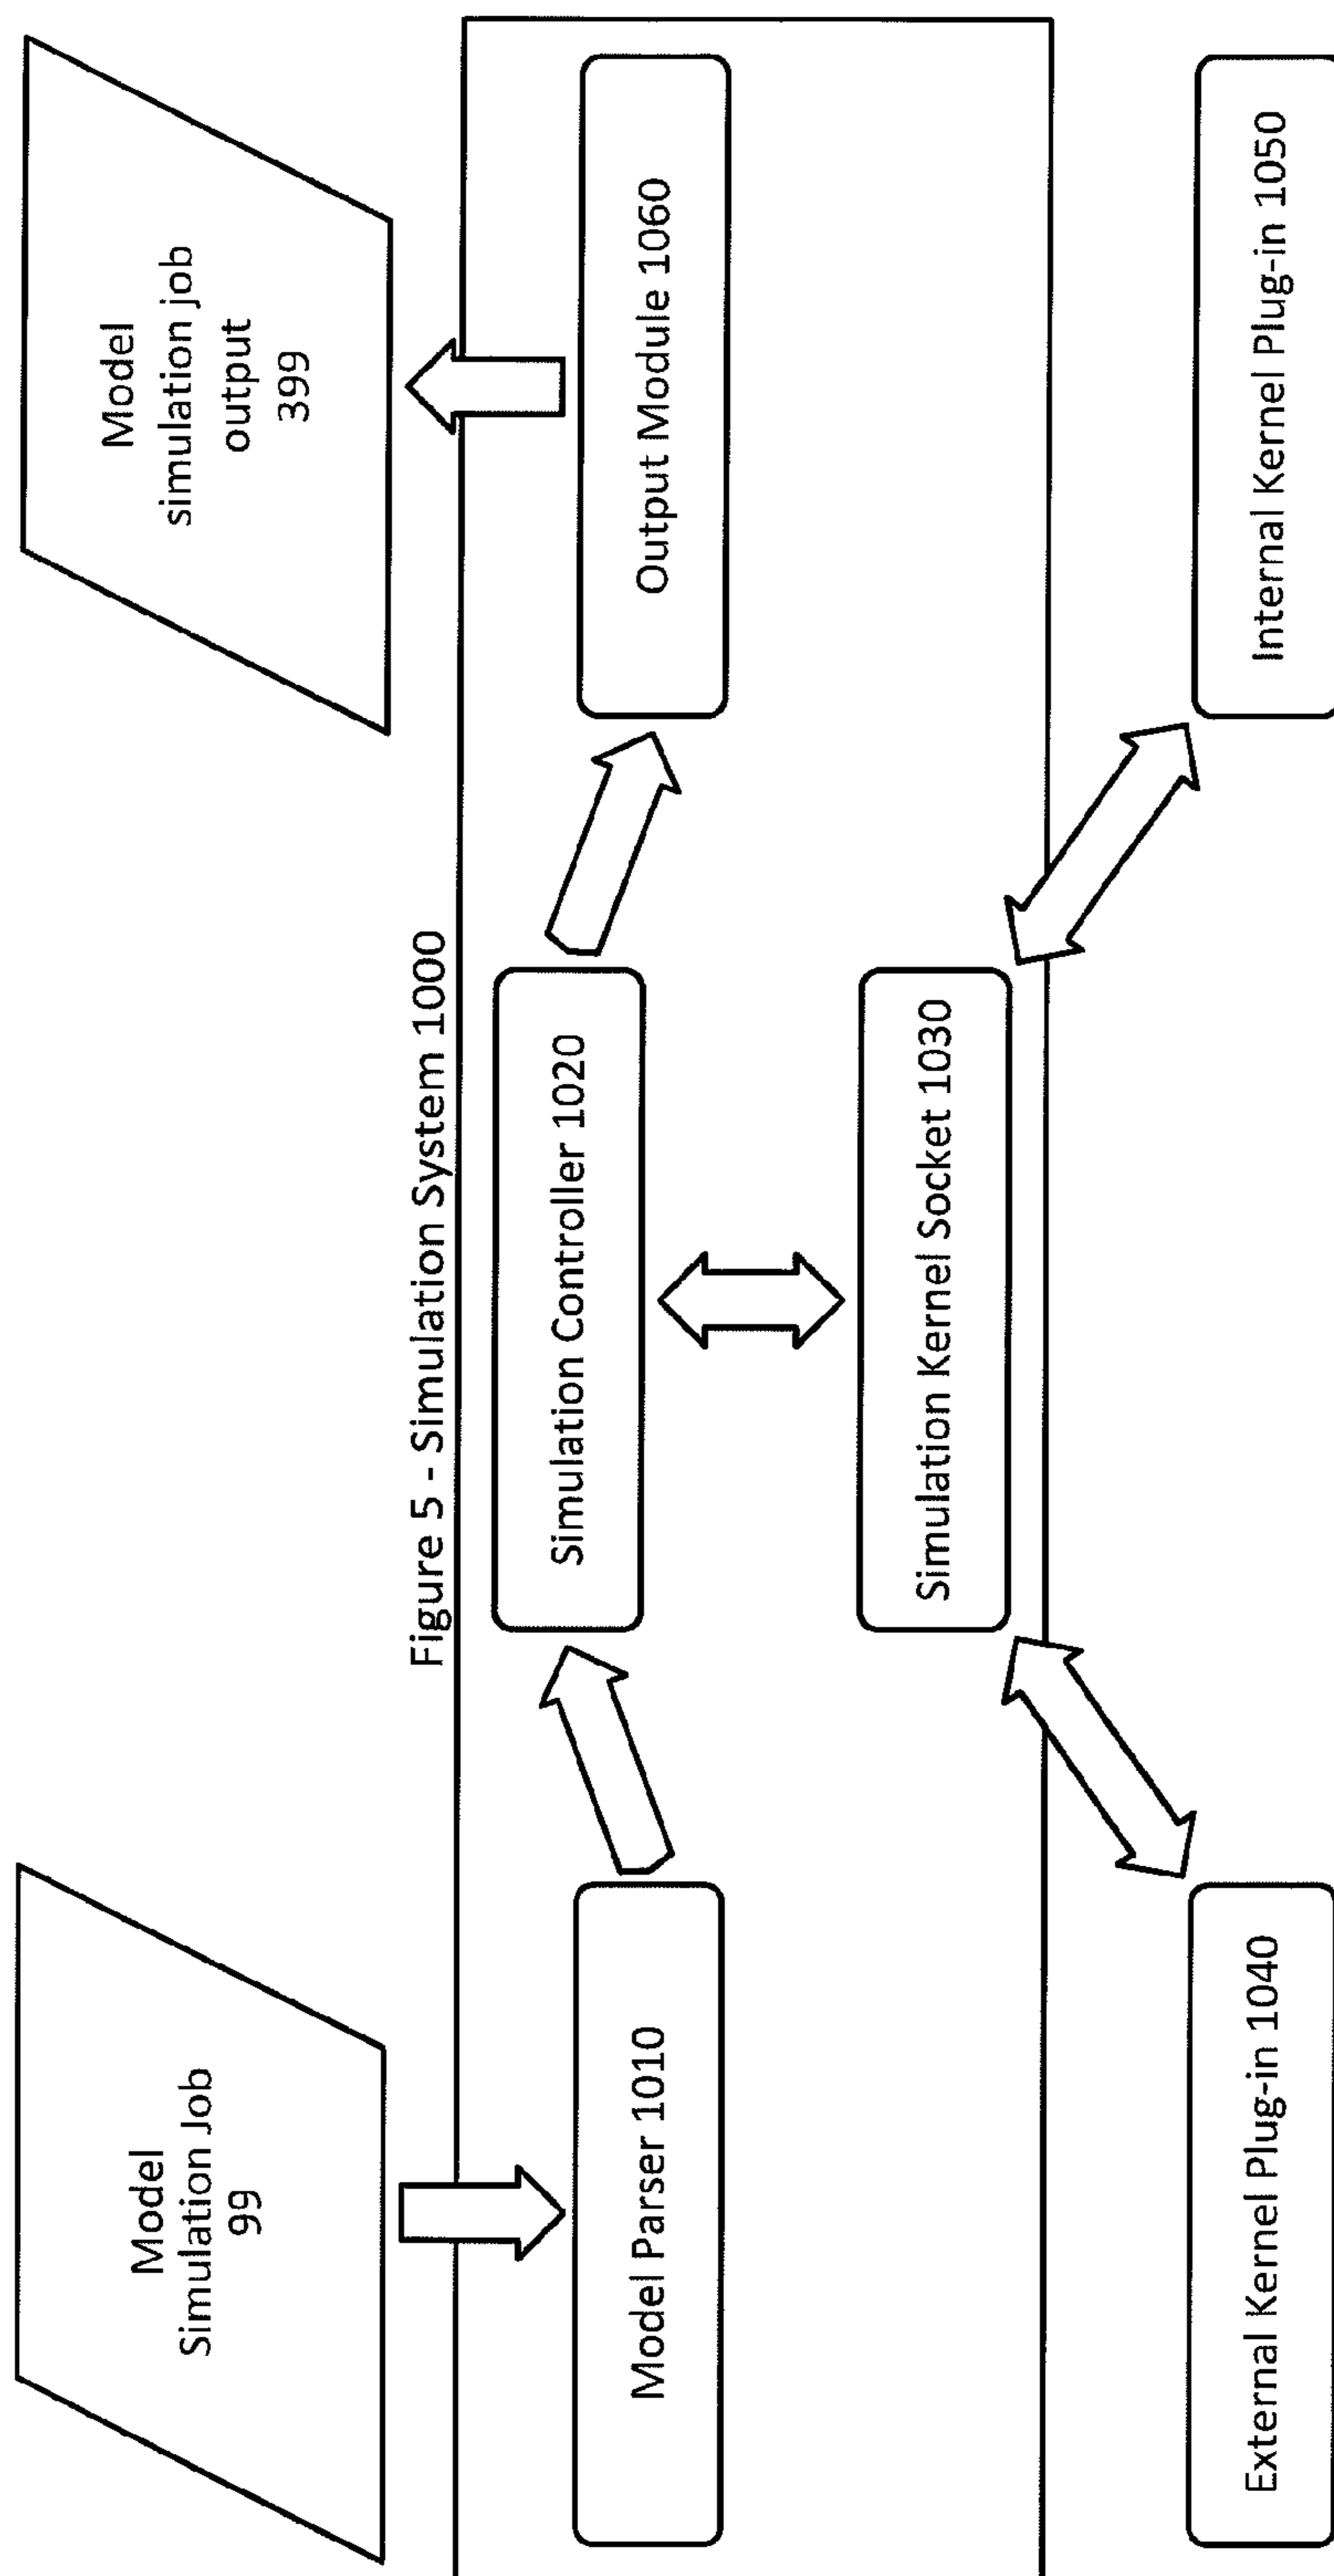 Model
Simulation Job
99
Model
simulation job
output
399
Figure 5 - Simulation System 1000
Model Parser 1010
Simulation Controller 1020
Output Module 1060
Simulation Kernel Socket 1030
External Kernel Plug-in 1040
Internal Kernel Plug-in 1050